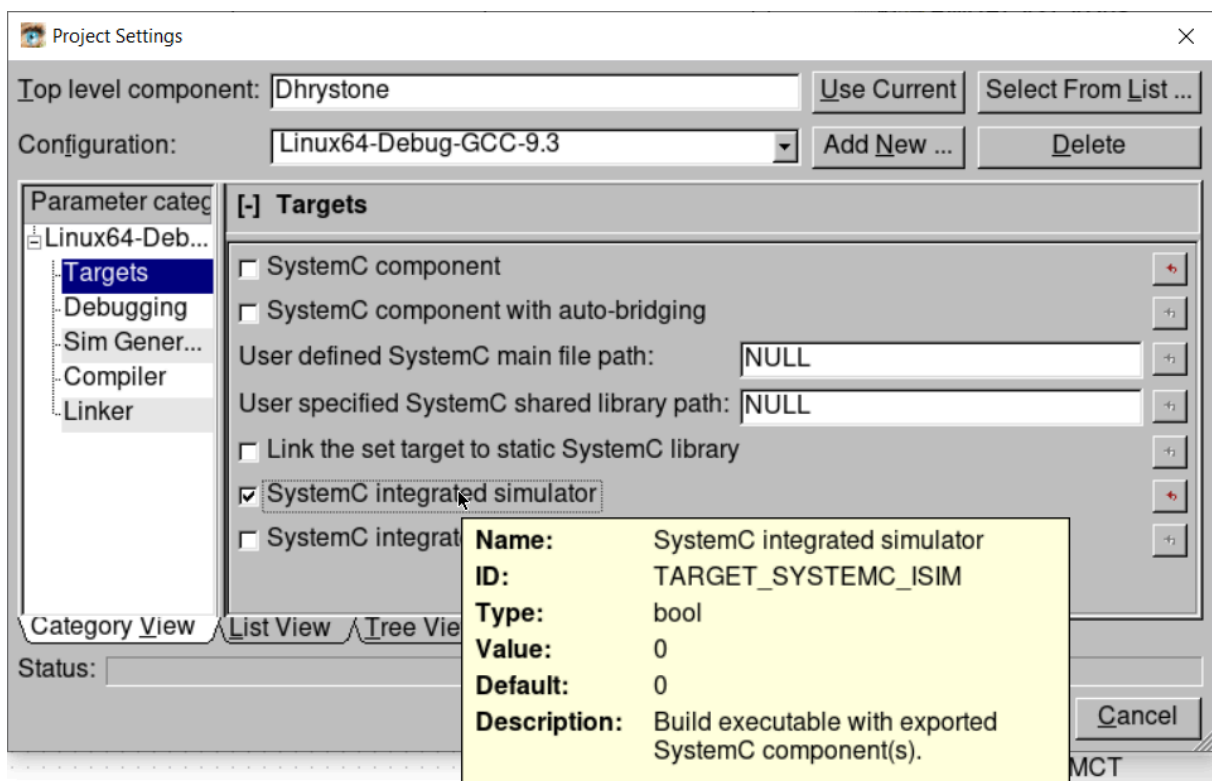 Project Settings
Top level component: Dhrystone Use Current Select From List ...
Configuration: Linux64-Debug-GCC-9.3 Add New ... Delete
Parameter categ
Linux64-Deb...
Targets
Debugging
Sim Gener...
Compiler
Linker
[-] Targets
SystemC component
SystemC component with auto-bridging
User defined SystemC main file path: NULL
User specified SystemC shared library path: NULL
Link the set target to static SystemC library
SystemC integrated simulator
SystemC integrat
Name: SystemC integrated simulator
ID: TARGET_SYSTEMC_ISIM
Type: bool
Value: 0
Default: 0
Description: Build executable with exported
SystemC component(s).
Category View List View Tree Vie
Status:
Cancel
MCT